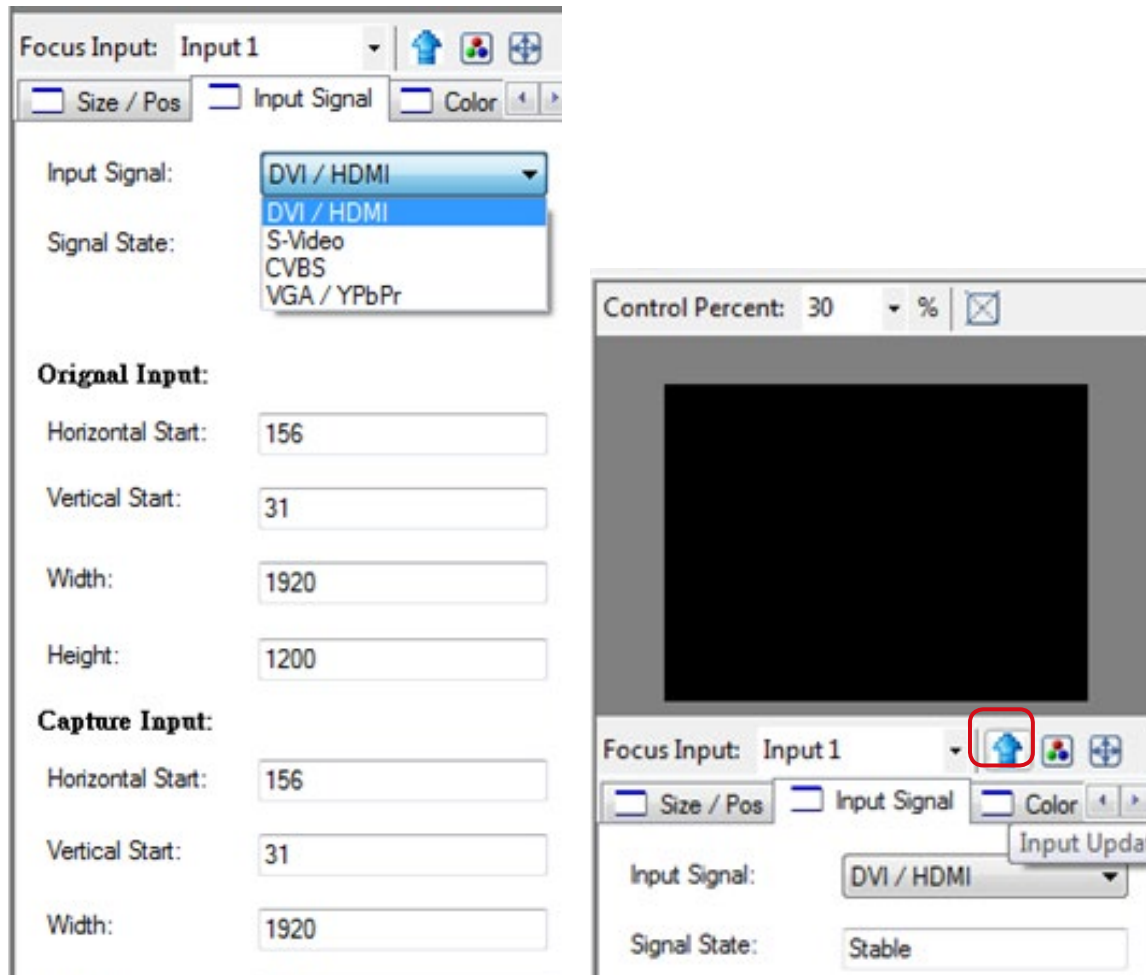 Focus Input: Input 1
Size / Pos Input Signal Color
Input Signal: DVI / HDMI
DVI / HDMI
S-Video
CVBS
VGA / YPbPr
Signal State:
Orignal Input:
Horizontal Start: 156
Vertical Start: 31
Width: 1920
Height: 1200
Capture Input:
Horizontal Start: 156
Vertical Start: 31
Width: 1920
Control Percent: 30 %
Focus Input: Input 1
Size / Pos Input Signal Color
Input Upda
Input Signal: DVI / HDMI
Signal State: Stable